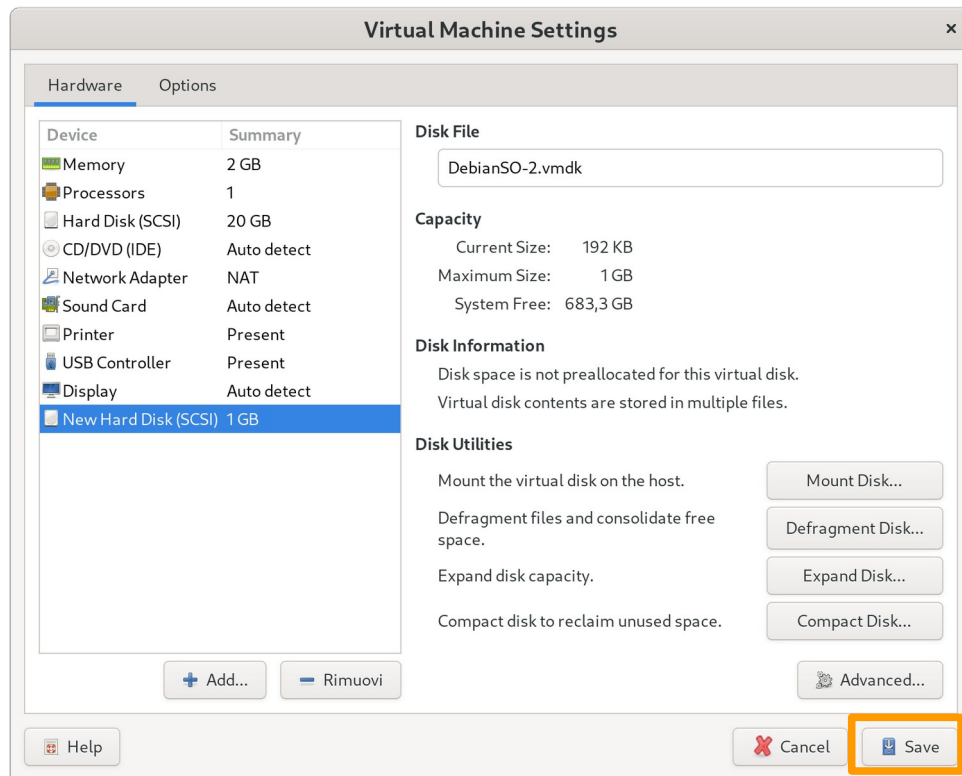 Virtual Machine Settings
×
Hardware Options
Device Summary
Memory 2 GB
Processors 1
Hard Disk (SCSI) 20 GB
CD/DVD (IDE) Auto detect
Network Adapter NAT
Sound Card Auto detect
Printer Present
USB Controller Present
Display Auto detect
New Hard Disk (SCSI) 1 GB
Add...
Rimuovi
Disk File
DebianSO-2.vmdk
Capacity
Current Size: 192 KB
Maximum Size: 1 GB
System Free: 683,3 GB
Disk Information
Disk space is not preallocated for this virtual disk.
Virtual disk contents are stored in multiple files.
Disk Utilities
Mount the virtual disk on the host. Mount Disk...
Defragment files and consolidate free
space.
Defragment Disk...
Expand disk capacity. Expand Disk...
Compact disk to reclaim unused space. Compact Disk...
Advanced...
Help
Cancel
Save